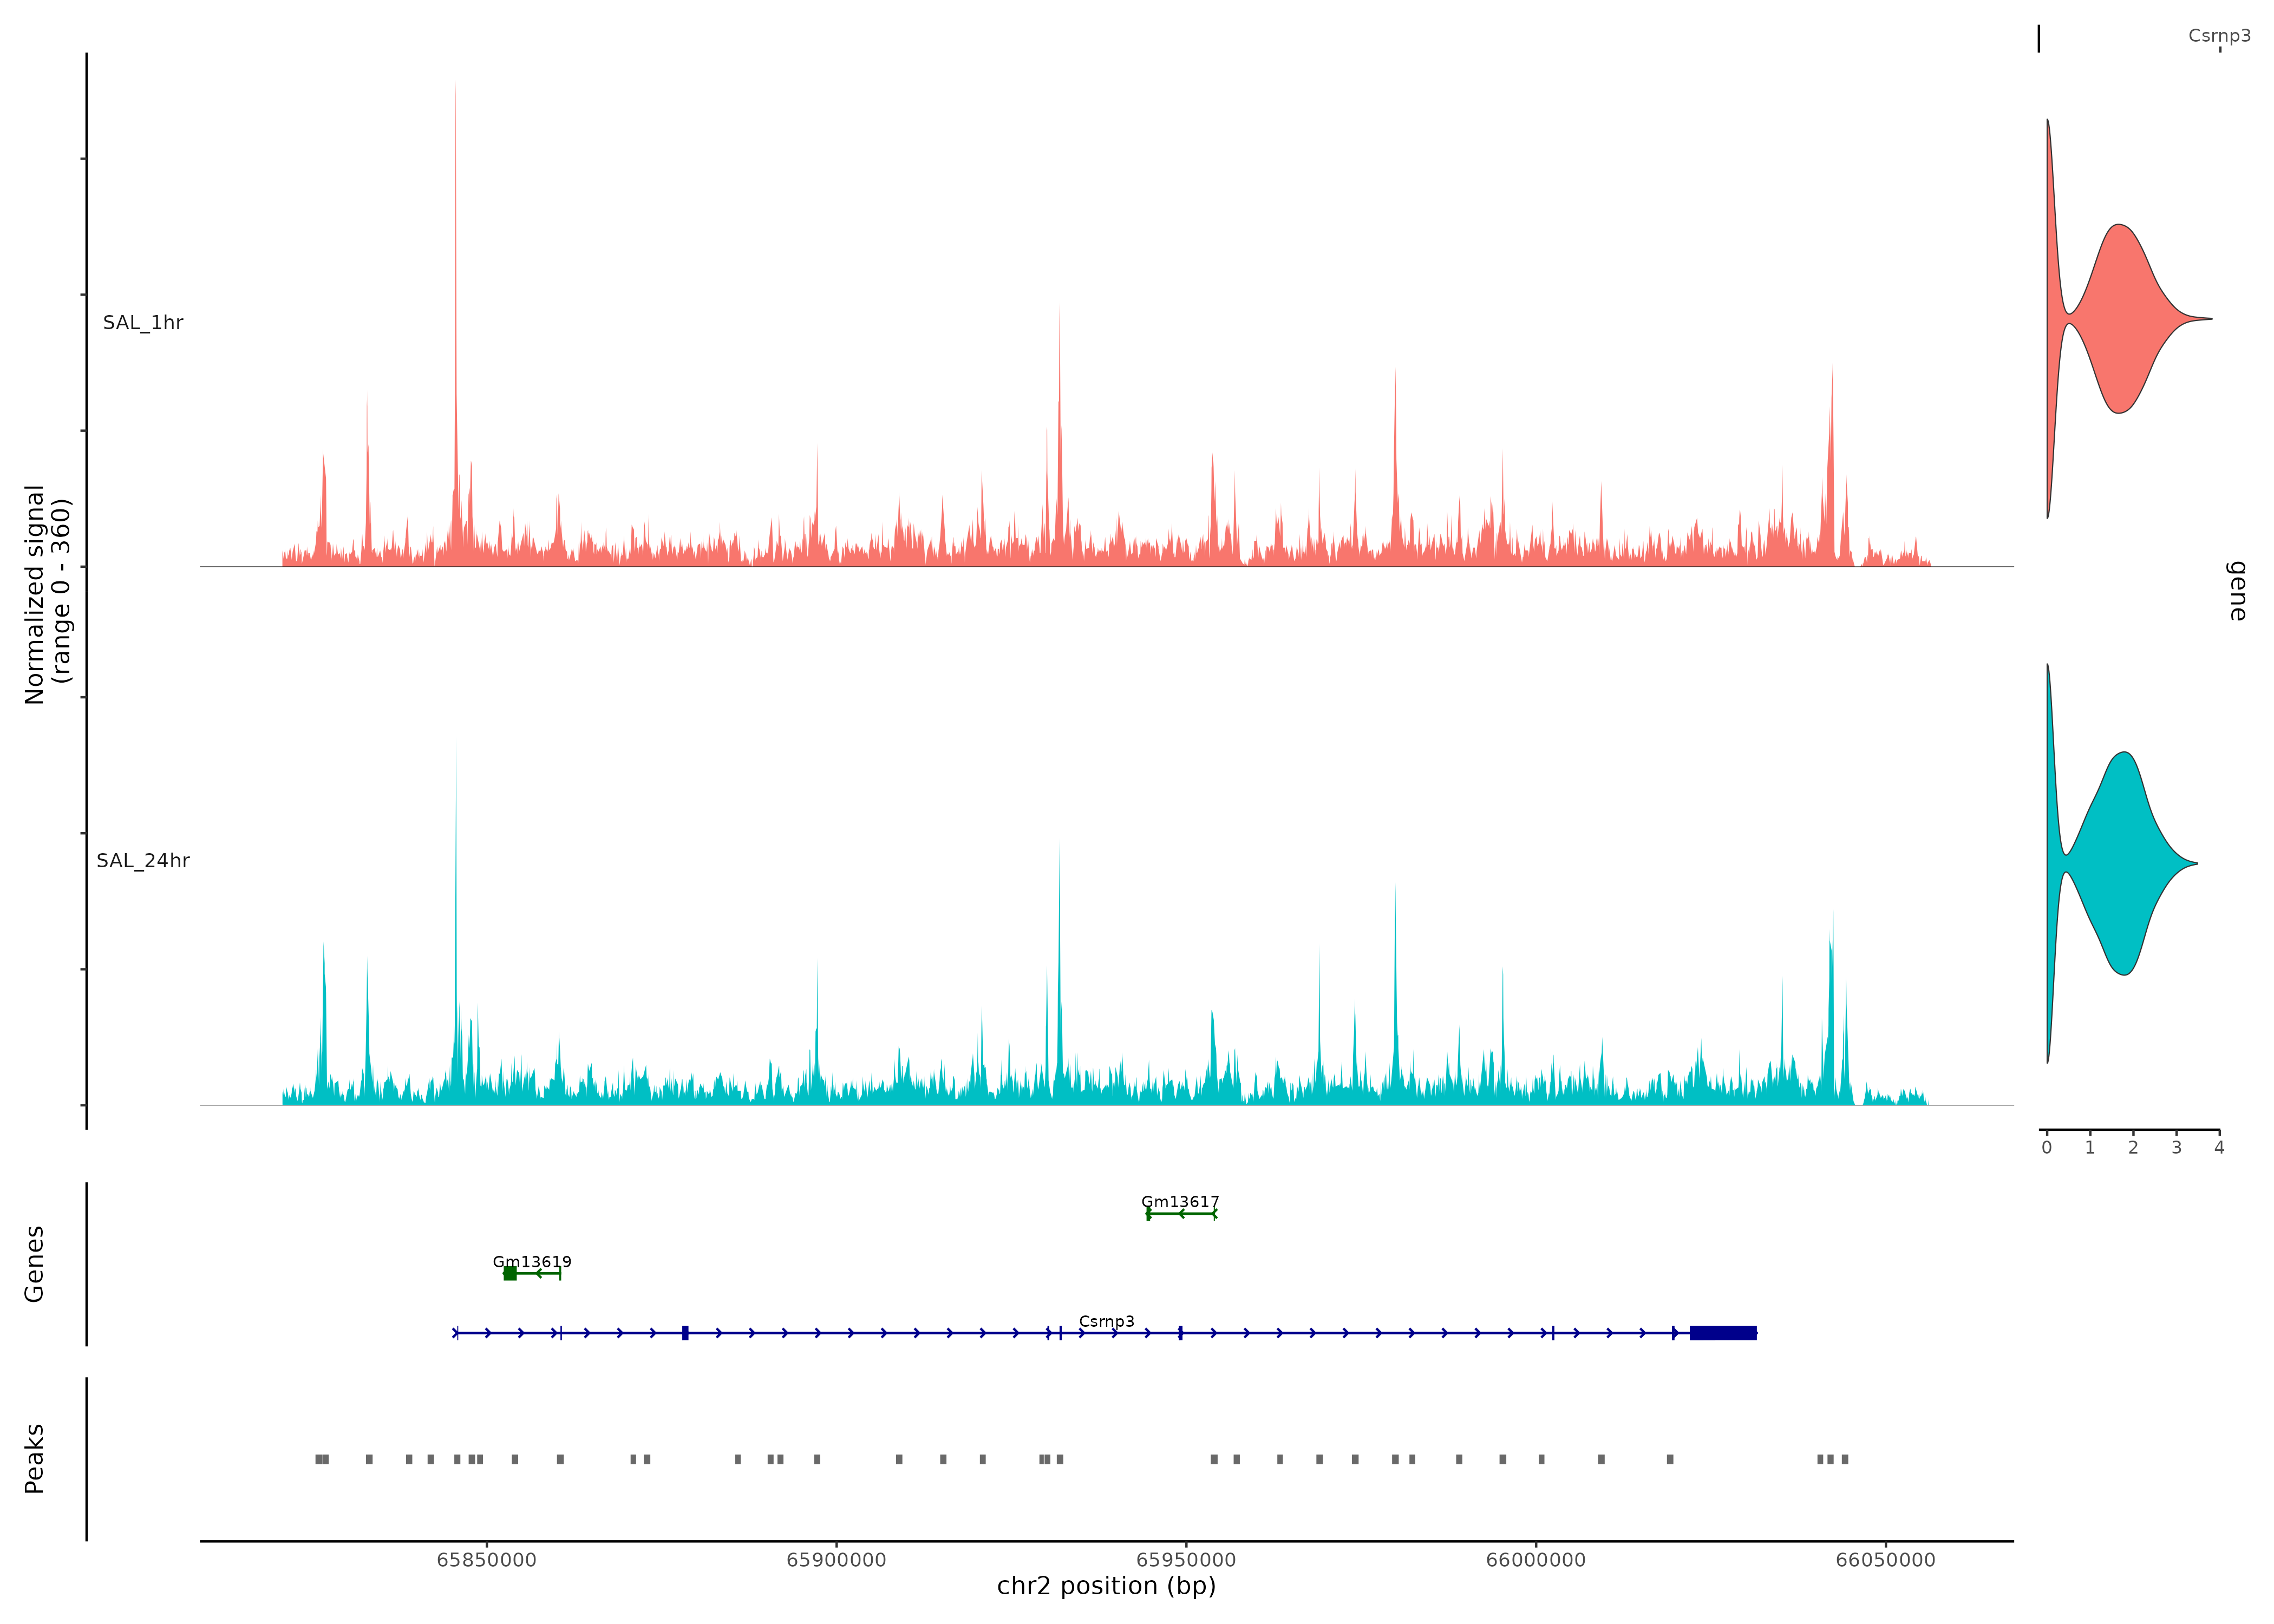 Csrnp3
Normalized signal
(range 0 - 360)
SAL_1hr
gene
SAL_24hr
0 1 2 3 4
Genes
Gm13617
Gm13619
Csrnp3
Peaks
65850000 65900000 65950000 66000000 66050000
chr2 position (bp)